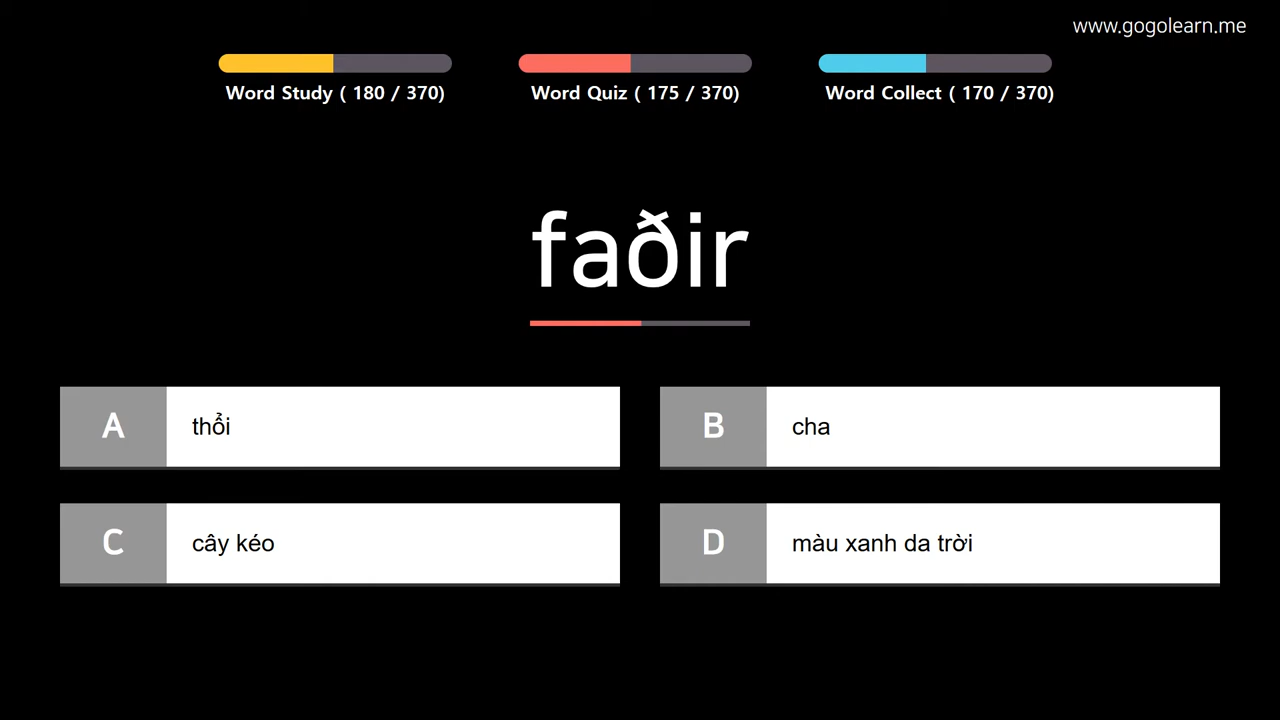 www.gogolearn.me
Word Study ( 180 / 370)
Word Quiz ( 175 / 370)
Word Collect ( 170 / 370)
faðir
A thổi
B cha
C cây kéo
D màu xanh da trời